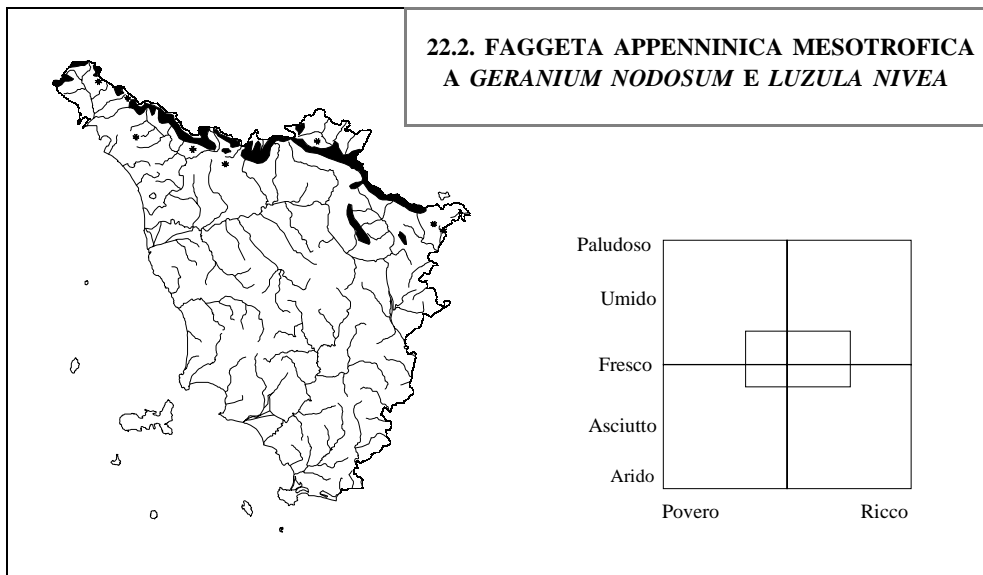 22.2. FAGGETA APPENNINICA MESOTROFICA
A GERANIUM NODOSUM E LUZULA NIVEA
Paludoso
Umido
Fresco
Asciutto
Arido
Povero Ricco